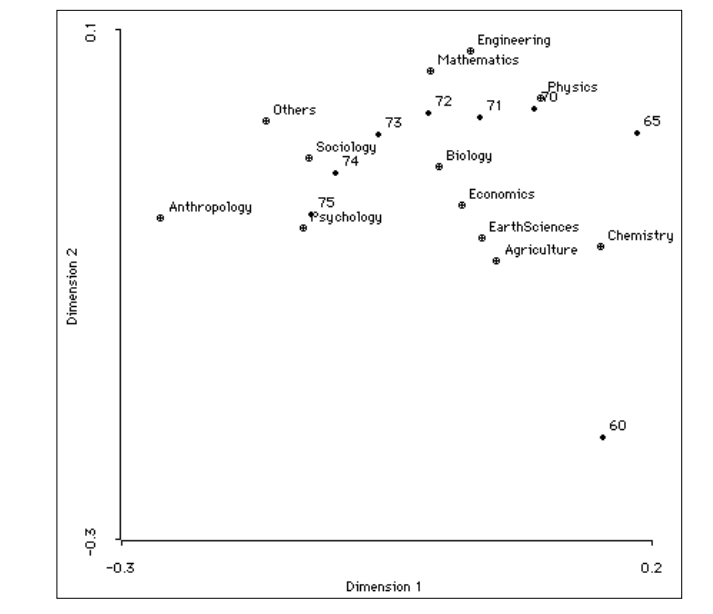 0.1
Engineering
Mathematics
Physics
70
72
71
Others
73
65
Sociology
74
Biology
Economics
75
Anthropology
Psychology
EarthSciences
Chemistry
Agriculture
Dimension 2
60
-0.3
-0.3
0.2
Dimension 1